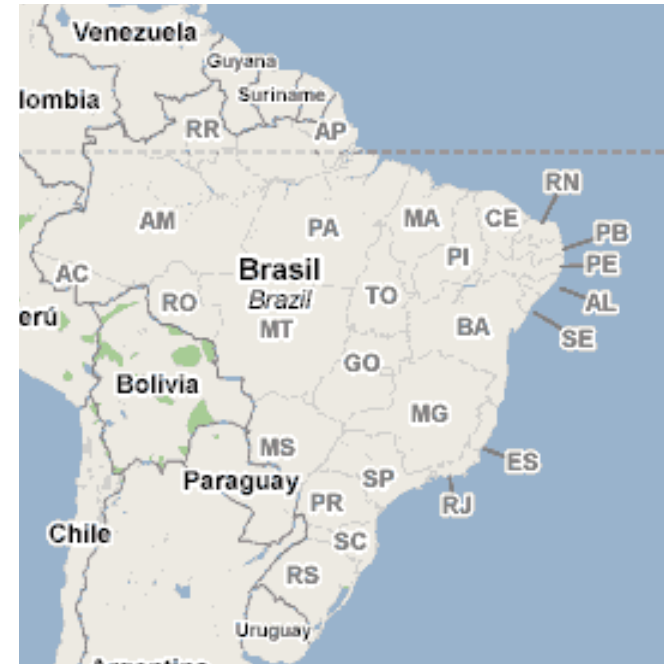 Venezuela
Guyana
lombia
Suriname
RR
AP
RN
AM
PA
MA
CE
PB
PI
PE
AC
Brasil
Brazil
RO
TO
AL
erú
MT
BA
SE
GO
Bolivia
MG
MS
ES
Paraguay
SP
PR
RJ
Chile
SC
RS
Uruguay
Argentina